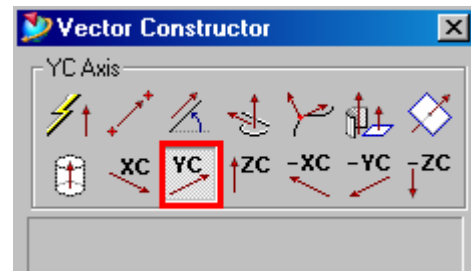 Vector Constructor
YC Axis
XC YC ZC -XC -YC -ZC